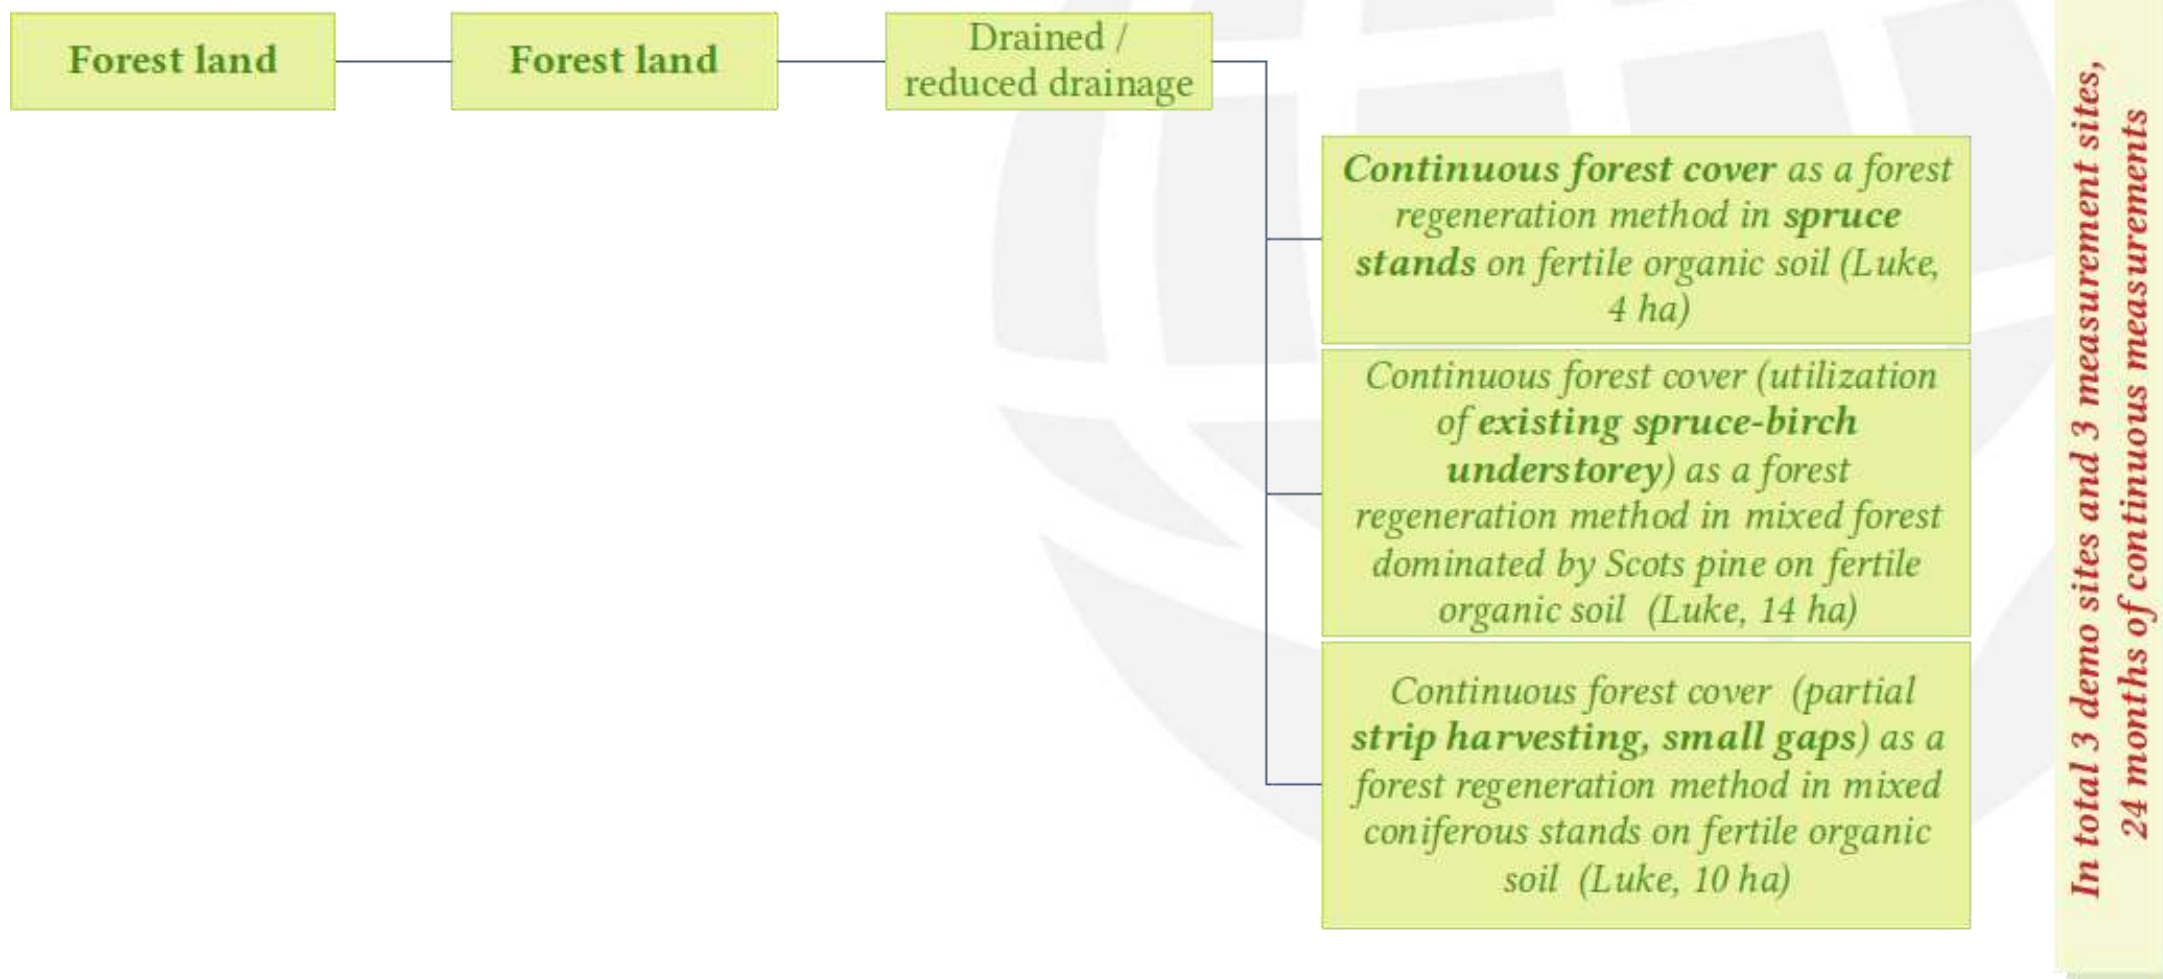 Forest land
Forest land
Drained /
reduced drainage
Continuous forest cover as a forest
regeneration method in spruce
stands on fertile organic soil (Luke,
4 ha)
Continuous forest cover (utilization
of existing spruce-birch
understorey) as a forest
regeneration method in mixed forest
dominated by Scots pine on fertile
organic soil (Luke, 14 ha)
Continuous forest cover (partial
strip harvesting, small gaps) as a
forest regeneration method in mixed
coniferous stands on fertile organic
soil (Luke, 10 ha)
In total 3 demo sites and 3 measurement sites,
24 months of continuous measurements